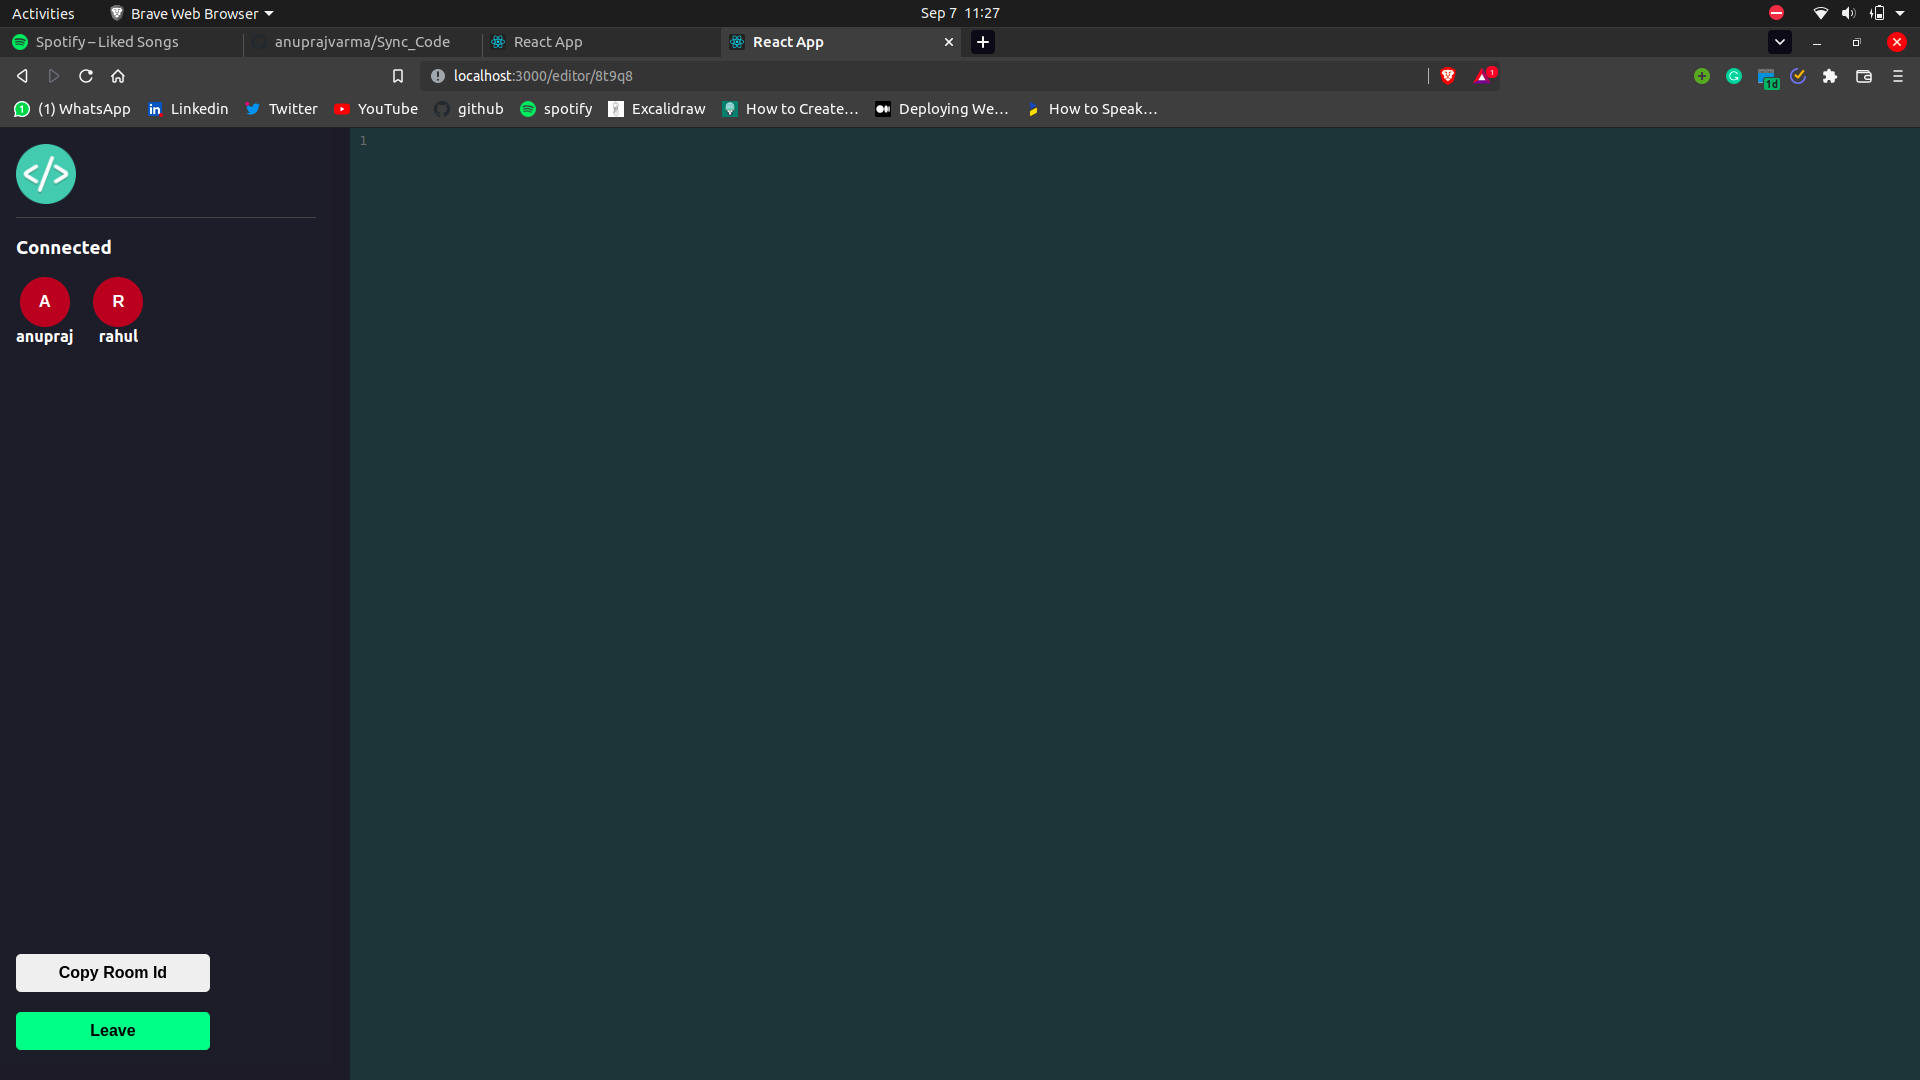 Activities Brave Web Browser Sep 7 11:27
Spotify – Liked Songs anuprajvarma/Sync_Code React App React App
localhost:3000/editor/8t9q8 1 1d
(1) WhatsApp Linkedin Twitter YouTube github spotify Excalidraw How to Create… Deploying We… How to Speak…
1
</>
Connected
A R
anupraj rahul
Copy Room Id
Leave